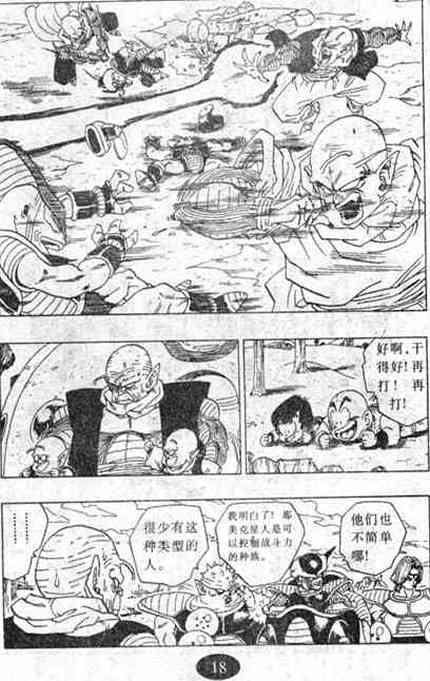 好啊，干
得好！再
打！再
打！
他们也
不简单
哪！
我明白了！那
美克星人是可
以控制战斗力
的种族。
很少有这
种类型的
人。
………
18